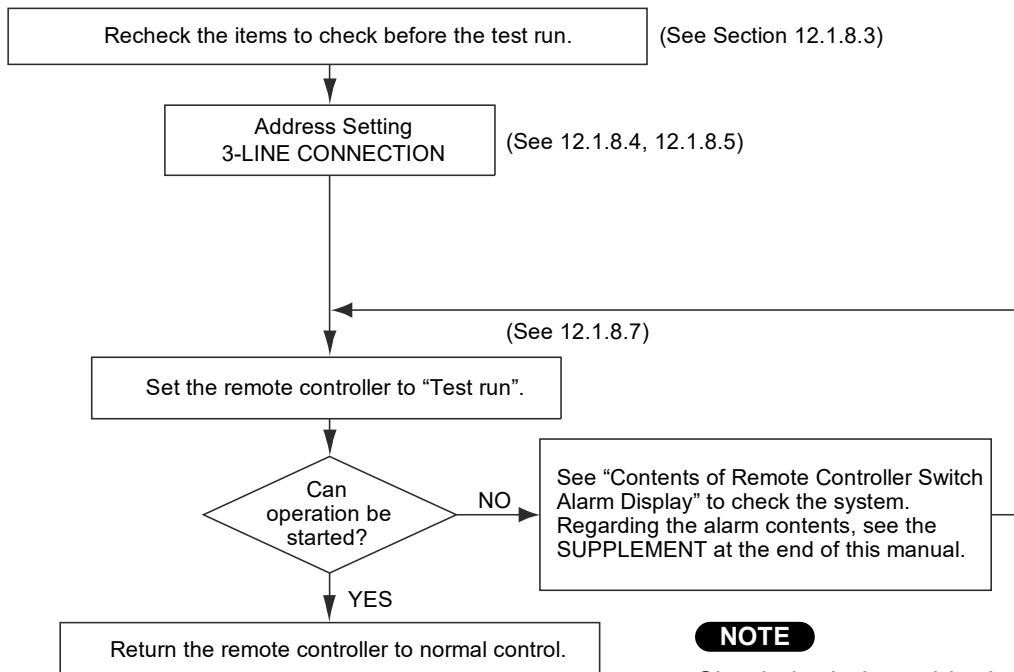 Recheck the items to check before the test run.
(See Section 12.1.8.3)
Address Setting
3-LINE CONNECTION
(See 12.1.8.4, 12.1.8.5)
(See 12.1.8.7)
Set the remote controller to “Test run”.
Can
operation be
started?
NO
See “Contents of Remote Controller Switch
Alarm Display” to check the system.
Regarding the alarm contents, see the
SUPPLEMENT at the end of this manual.
YES
Return the remote controller to normal control.
NOTE